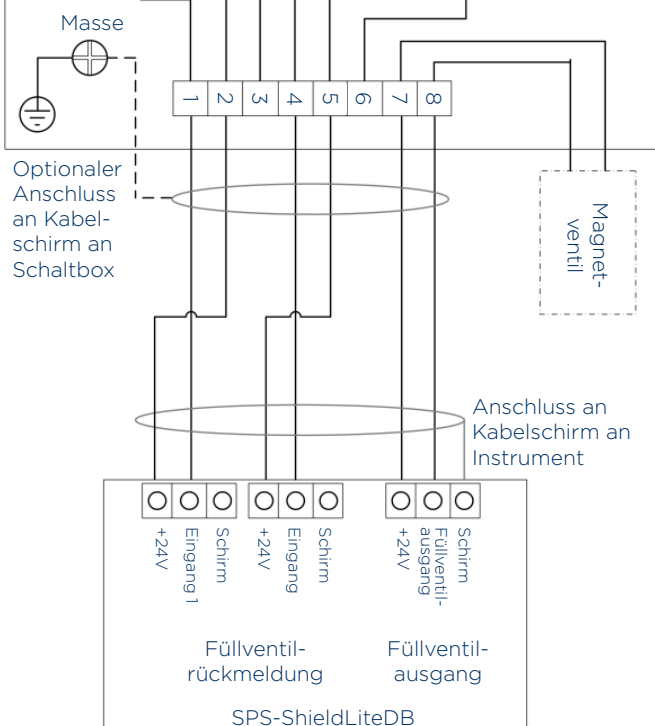 Masse
1 2 3 4 5 6 7 8
Optionaler
Anschluss
an Kabel-
schirm an
Schaltbox
Magnet-
ventil
Anschluss an
Kabelschirm an
Instrument
+24V
Eingang 1
Schirm
+24V
Eingang
Schirm
+24V
Füllventil-
ausgang
Schirm
Füllventil-
rückmeldung
Füllventil-
ausgang
SPS-ShieldLiteDB